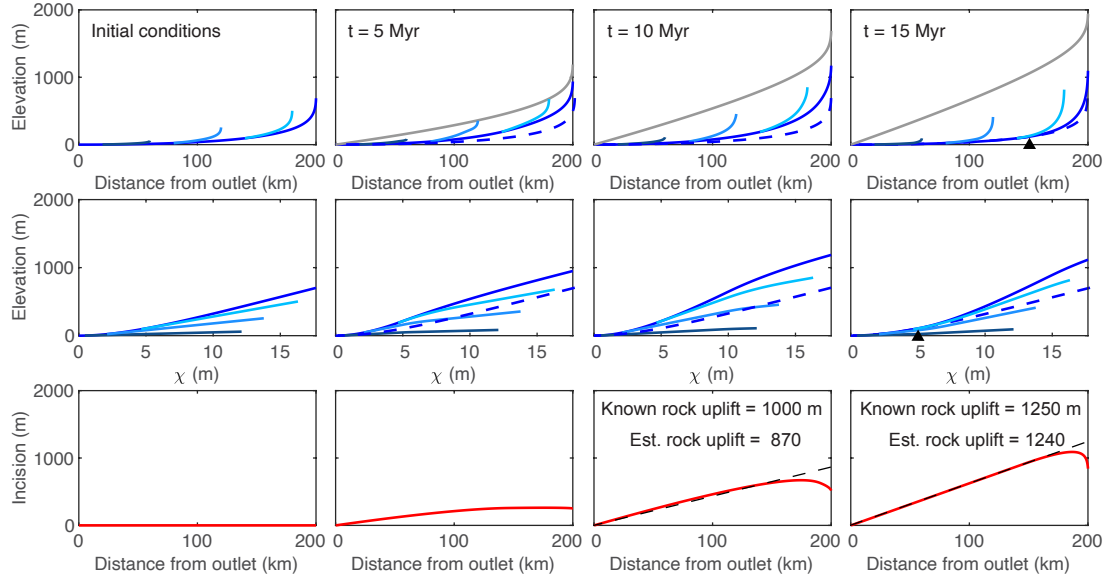 Elevation (m)
2000
1000
0
Initial conditions
t = 5 Myr
t = 10 Myr
t = 15 Myr
0
100
200
0
100
200
0
100
200
0
100
200
Distance from outlet (km)
Distance from outlet (km)
Distance from outlet (km)
Distance from outlet (km)
Elevation (m)
2000
1000
0
0
5
10
15
0
5
10
15
0
5
10
15
0
5
10
15
χ (m)
χ (m)
χ (m)
χ (m)
Incision (m)
2000
1000
0
Known rock uplift = 1000 m
Est. rock uplift = 870
Known rock uplift = 1250 m
Est. rock uplift = 1240
0
100
200
0
100
200
0
100
200
0
100
200
Distance from outlet (km)
Distance from outlet (km)
Distance from outlet (km)
Distance from outlet (km)